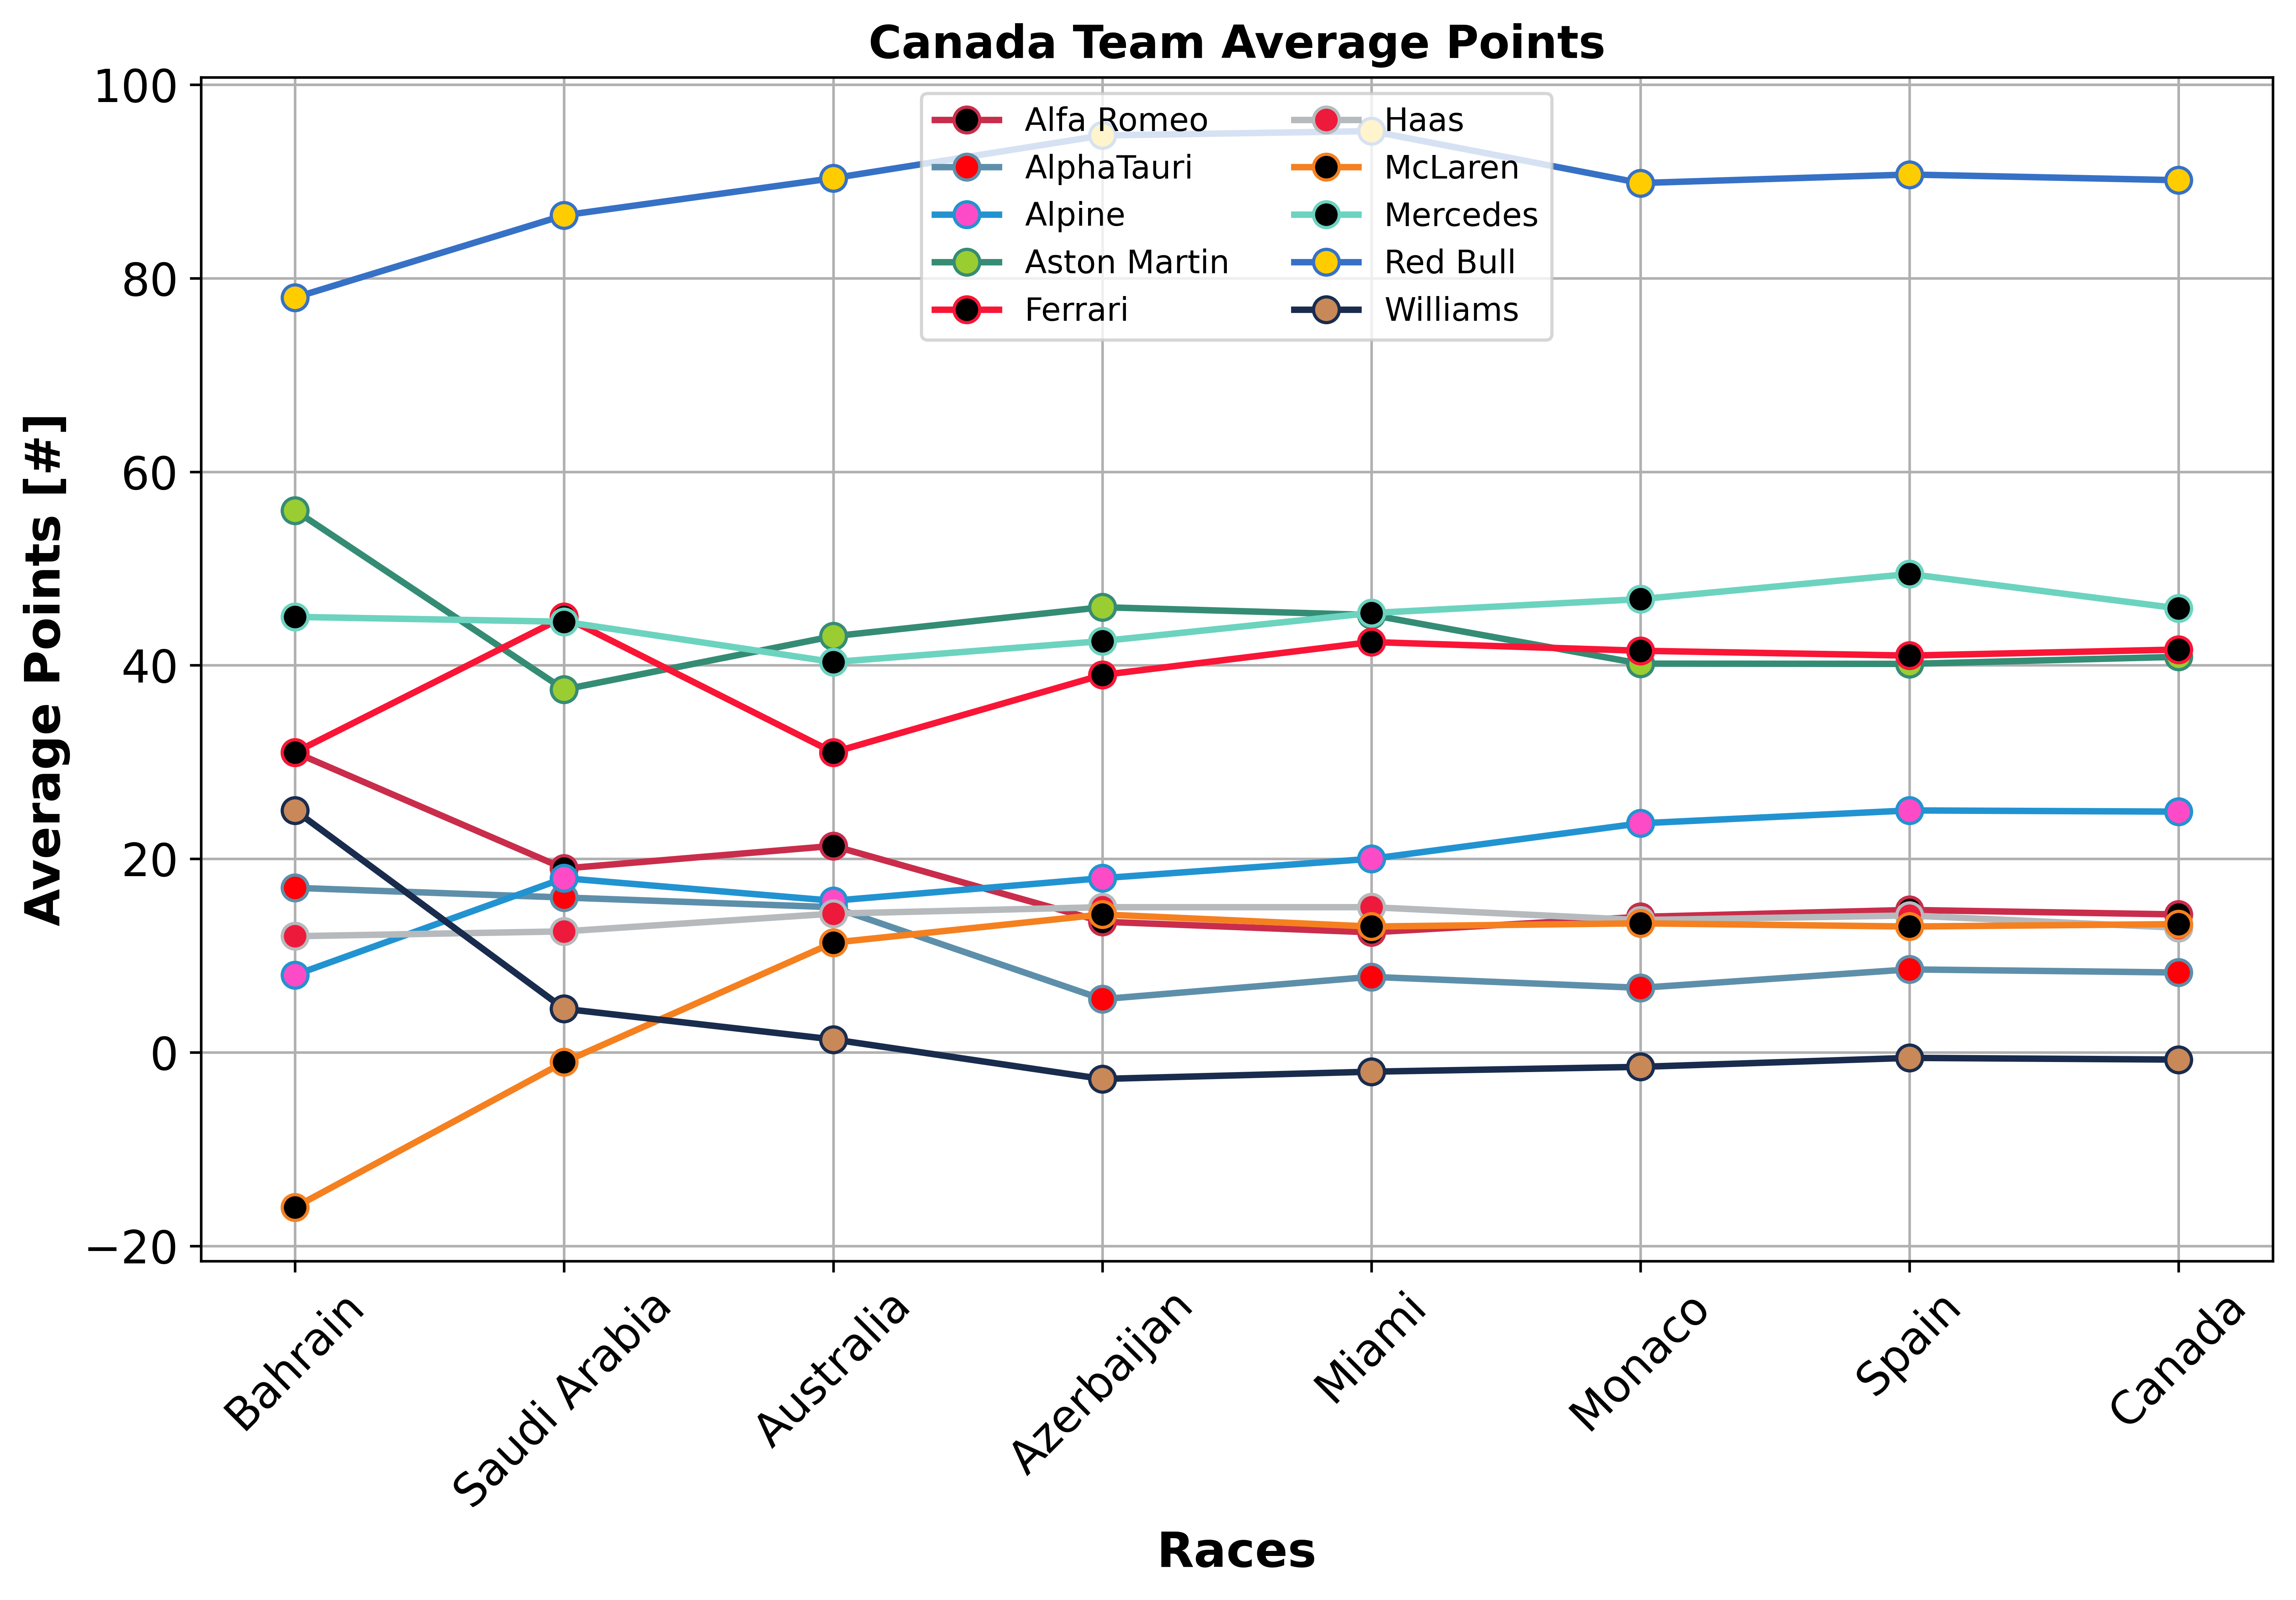 Canada Team Average Points
Average Points [#]
100
80
60
40
20
0
−20
Alfa Romeo
AlphaTauri
Alpine
Aston Martin
Ferrari
Haas
McLaren
Mercedes
Red Bull
Williams
Bahrain
Saudi Arabia
Australia
Azerbaijan
Miami
Monaco
Spain
Canada
Races